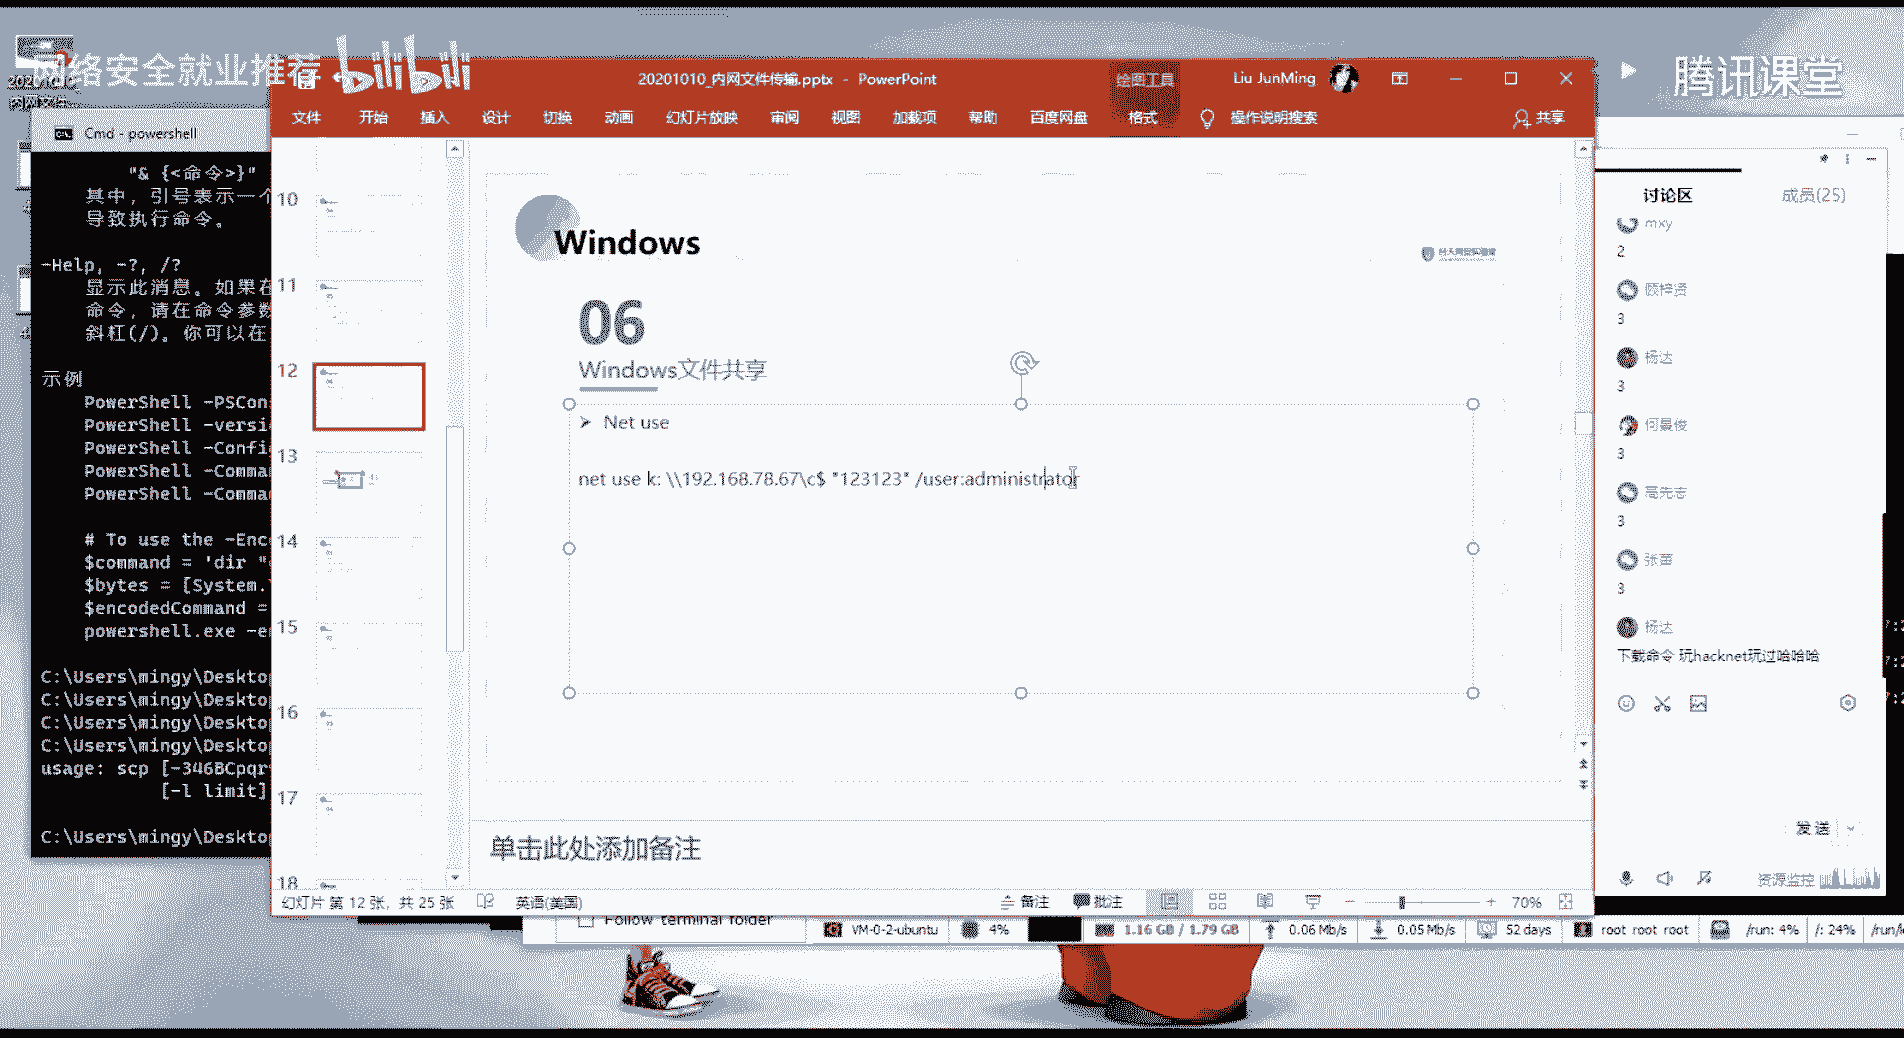 网络安全就业推荐
bilibili
腾讯课堂
20201010_内网文件传输.pptx - PowerPoint
绘图工具
Liu JunMing
文件 开始 插入 设计 切换 动画 幻灯片放映 审阅 视图 加载项 帮助 百度网盘 格式 操作说明搜索 共享
Cmd - powershell
"& {<命令>}"
其中, 引号表示一个
导致执行命令。
-Help, -?, /?
显示此消息。如果在
命令, 请在命令参数
斜杠(/)。你可以在
示例
PowerShell -PSCon
PowerShell -versi
PowerShell -Confi
PowerShell -Comma
PowerShell -Comma
# To use the -Enc
$command = 'dir "
$bytes = [System.
$encodedCommand =
powershell.exe -e
C:\Users\mingy\Deskto
C:\Users\mingy\Deskto
C:\Users\mingy\Deskto
C:\Users\mingy\Deskto
usage: scp [-346BCpqr
[-l limit]
C:\Users\mingy\Deskto
10
11
12
13
14
15
16
17
18
Windows
06
Windows文件共享
Net use
net use k: \\192.168.78.67\c$ "123123" /user:administrator
单击此处添加备注
幻灯片 第 12 张, 共 25 张 英语(美国)
备注 批注 70%
讨论区 成员(25)
mxy
2
顾梓贤
3
杨达
3
何晨俊
3
高先志
3
3
杨达
下载命令 玩hacknet玩过哈哈哈
发送
资源监控
Follow terminal folder
VM-0-2-ubuntu 4% 1.16 GB / 1.79 GB 0.06 Mb/s 0.05 Mb/s 52 days root root root /run: 4% /: 24%